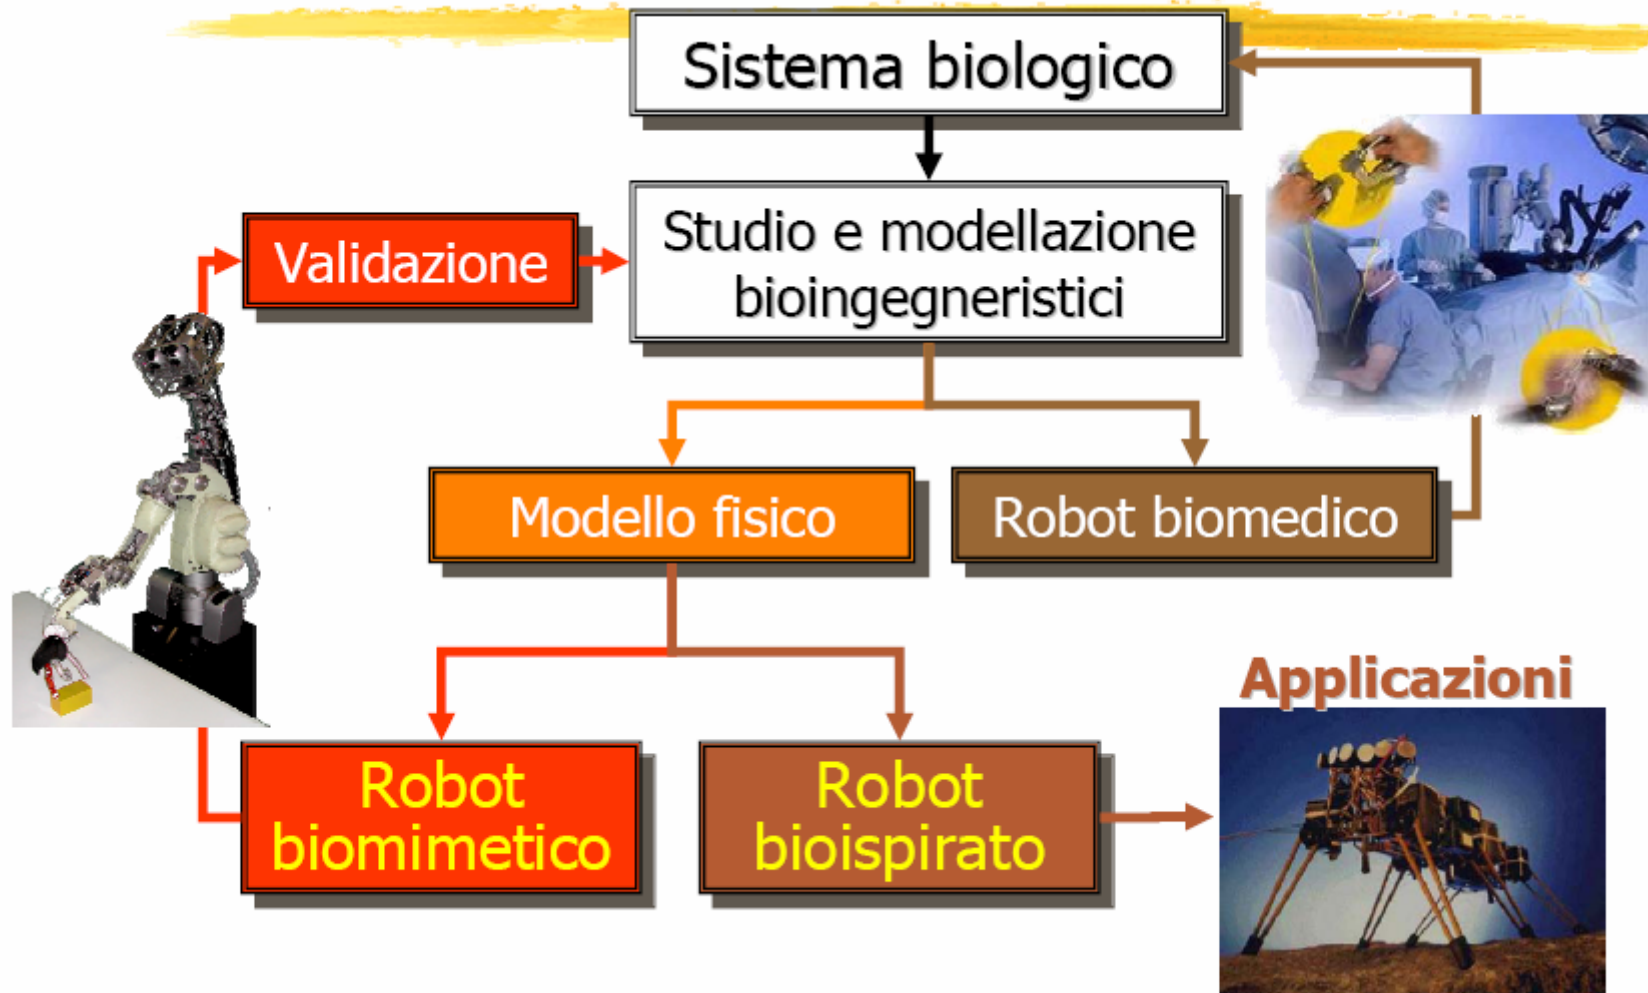 Sistema biologico
Validazione
Studio e modellazione
bioingegneristici
Modello fisico
Robot biomedico
Applicazioni
Robot
biomimetico
Robot
bioispirato